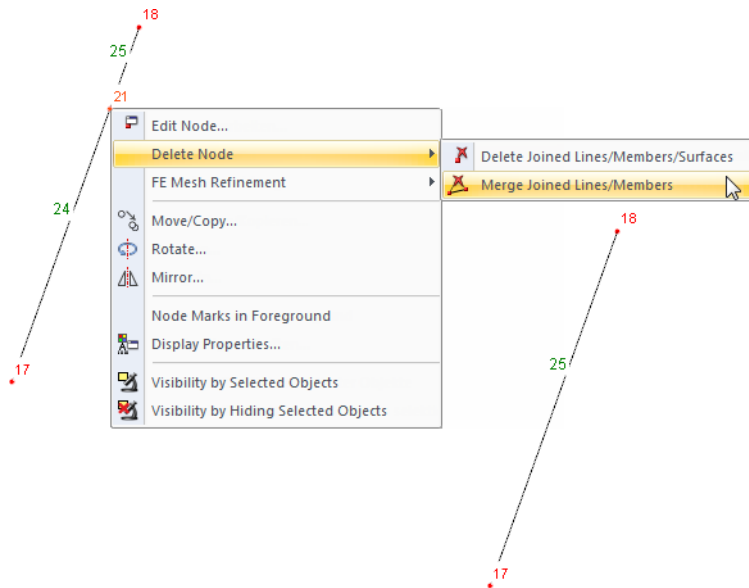 18
25
21
Edit Node...
Delete Node
FE Mesh Refinement
Move/Copy...
Rotate...
Mirror...
Node Marks in Foreground
Display Properties...
Visibility by Selected Objects
Visibility by Hiding Selected Objects
Delete Joined Lines/Members/Surfaces
Merge Joined Lines/Members
24
17
18
25
17